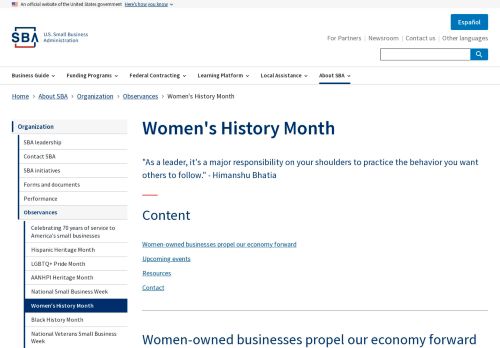 An official website of the United States government Here's how you know
Español
SBA U.S. Small Business
Administration
For Partners Newsroom Contact us Other languages
Business Guide Funding Programs Federal Contracting Learning Platform Local Assistance About SBA
Home About SBA Organization Observances Women's History Month
Organization
SBA leadership
Contact SBA
SBA initiatives
Forms and documents
Performance
Observances
Celebrating 70 years of service to
America's small businesses
Hispanic Heritage Month
LGBTQ+ Pride Month
AANHPI Heritage Month
National Small Business Week
Women's History Month
Black History Month
National Veterans Small Business
Week
Women's History Month
"As a leader, it's a major responsibility on your shoulders to practice the behavior you want
others to follow." - Himanshu Bhatia
Content
Women-owned businesses propel our economy forward
Upcoming events
Resources
Contact
Women-owned businesses propel our economy forward